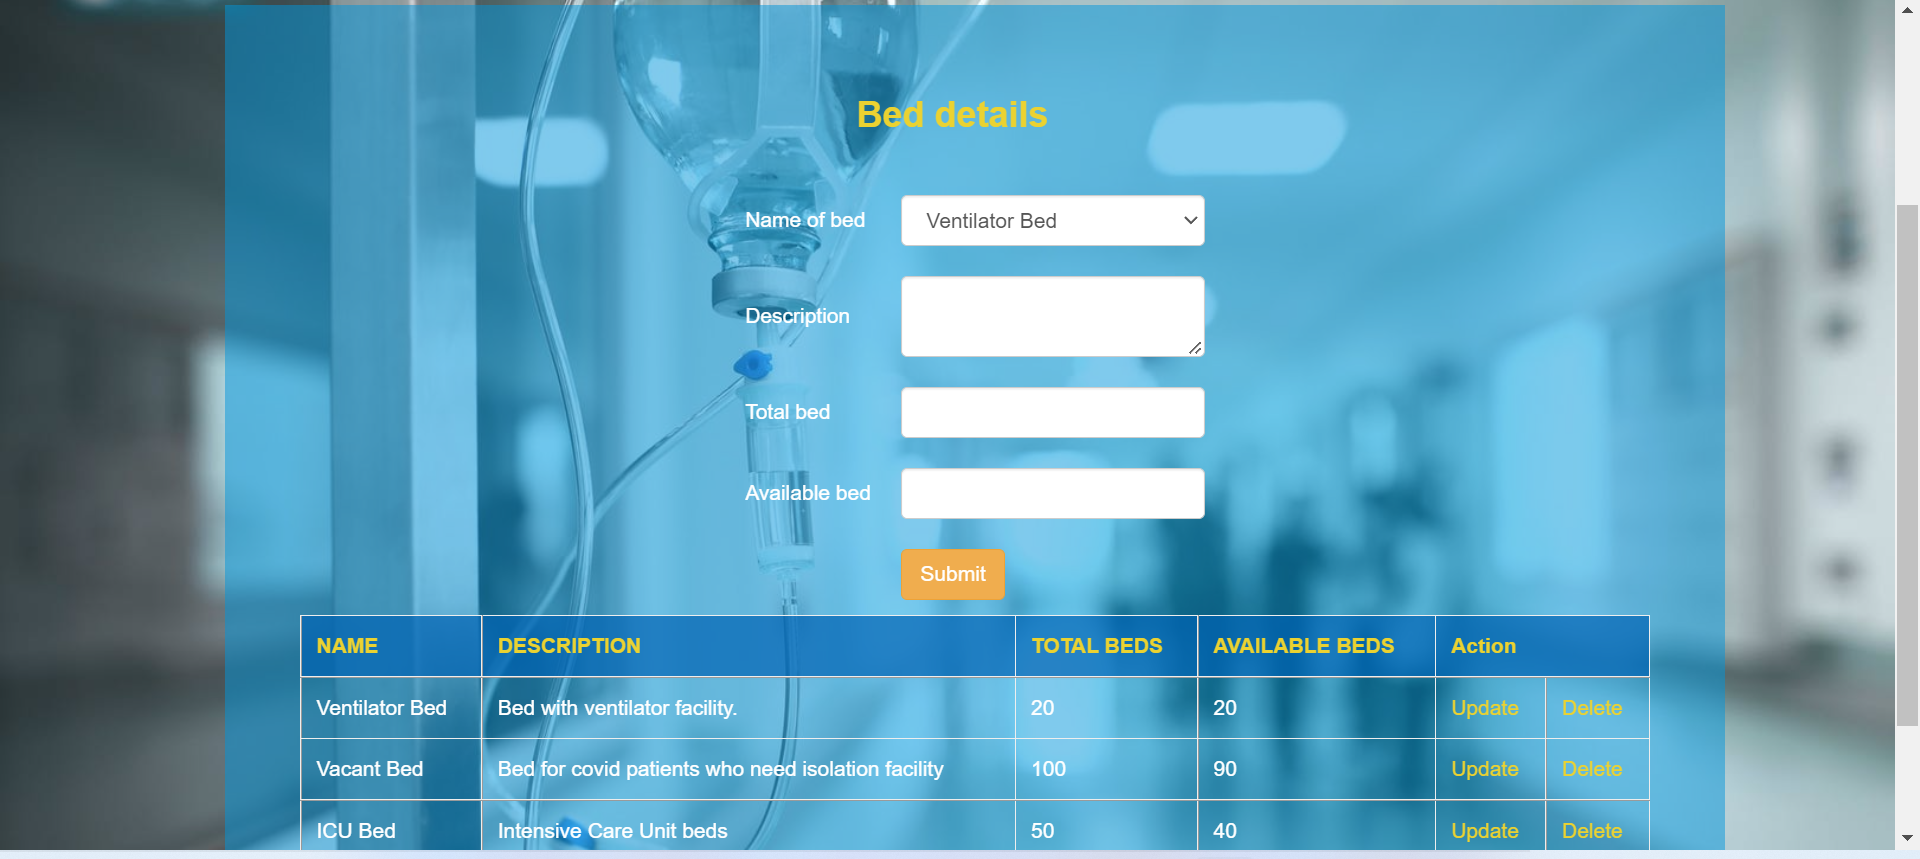 Bed details
Name of bed Ventilator Bed
Description
Total bed
Available bed
Submit
NAME DESCRIPTION TOTAL BEDS AVAILABLE BEDS Action
Ventilator Bed Bed with ventilator facility. 20 20 Update Delete
Vacant Bed Bed for covid patients who need isolation facility 100 90 Update Delete
ICU Bed Intensive Care Unit beds 50 40 Update Delete